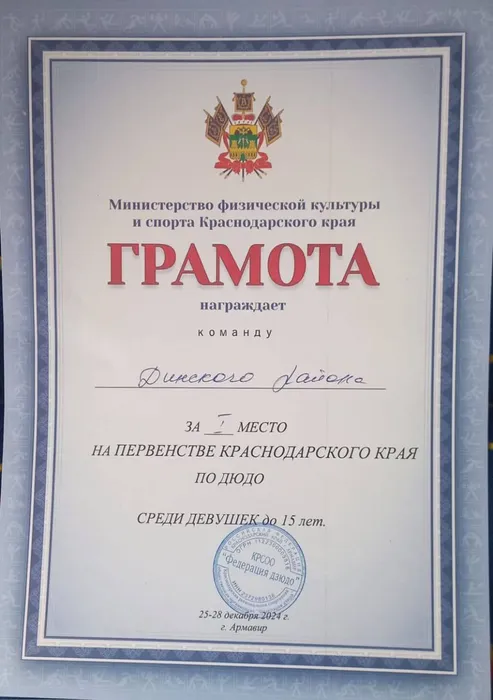 Министерство физической культуры
и спорта Краснодарского края
ГРАМОТА
награждает
команду
Динского района
ЗА I МЕСТО
НА ПЕРВЕНСТВЕ КРАСНОДАРСКОГО КРАЯ
ПО ДЮДО
СРЕДИ ДЕВУШЕК до 15 лет.
КРСОО
Федерация дзюдо
25-28 декабря 2024 г.
г. Армавир